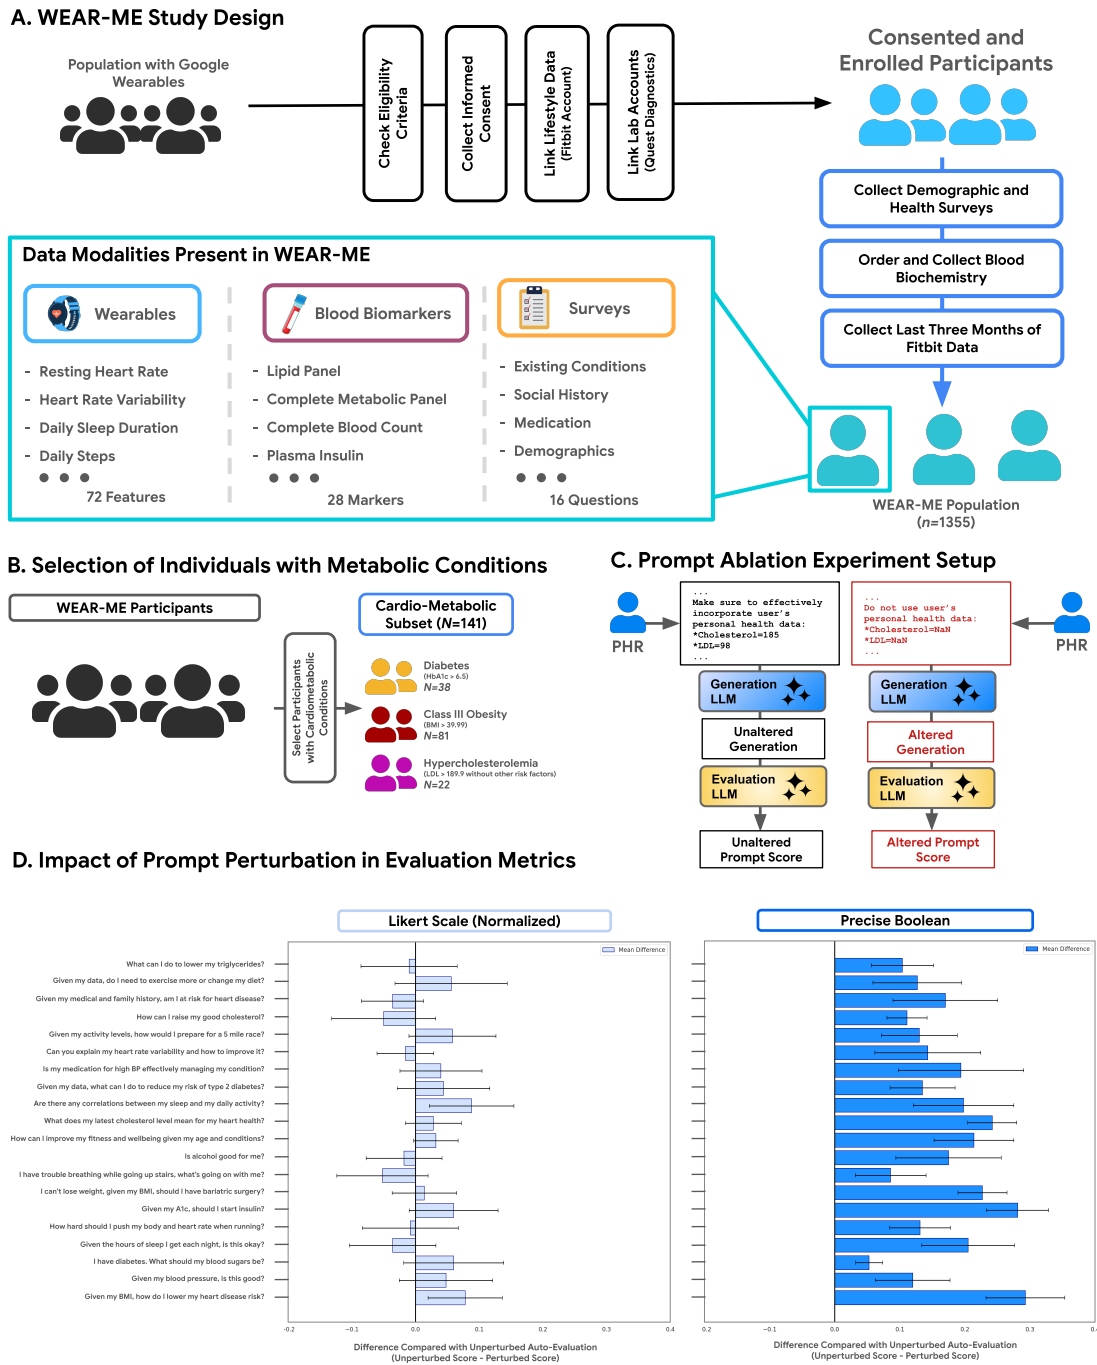 A. WEAR-ME Study Design
Population with Google
Wearables
Check Eligibility
Criteria
Collect Informed
Consent
Link Lifestyle Data
(Fitbit Account)
Link Lab Accounts
(Quest Diagnostics)
Consented and
Enrolled Participants
Collect Demographic and
Health Surveys
Order and Collect Blood
Biochemistry
Collect Last Three Months of
Fitbit Data
WEAR-ME Population
(n=1355)
Data Modalities Present in WEAR-ME
Wearables
- Resting Heart Rate
- Heart Rate Variability
- Daily Sleep Duration
- Daily Steps
72 Features
Blood Biomarkers
- Lipid Panel
- Complete Metabolic Panel
- Complete Blood Count
- Plasma Insulin
28 Markers
Surveys
- Existing Conditions
- Social History
- Medication
- Demographics
16 Questions
B. Selection of Individuals with Metabolic Conditions
WEAR-ME Participants
Select Participants
with Cardiometabolic
Conditions
Cardio-Metabolic
Subset (N=141)
Diabetes
(HbA1c > 6.5)
N=38
Class III Obesity
(BMI > 39.99)
N=81
Hypercholesterolemia
(LDL > 189.9 without other risk factors)
N=22
C. Prompt Ablation Experiment Setup
PHR
...
Make sure to effectively
incorporate user's
personal health data:
*Cholesterol=185
*LDL=98
...
Generation
LLM
Unaltered
Generation
Evaluation
LLM
Unaltered
Prompt Score
...
Do not use user's
personal health data:
*Cholesterol=NaN
*LDL=NaN
...
PHR
Generation
LLM
Altered
Generation
Evaluation
LLM
Altered Prompt
Score
D. Impact of Prompt Perturbation in Evaluation Metrics
Likert Scale (Normalized)
Mean Difference
What can I do to lower my triglycerides?
Given my data, do I need to exercise more or change my diet?
Given my medical and family history, am I at risk for heart disease?
How can I raise my good cholesterol?
Given my activity levels, how would I prepare for a 5 mile race?
Can you explain my heart rate variability and how to improve it?
Is my medication for high BP effectively managing my condition?
Given my data, what can I do to reduce my risk of type 2 diabetes?
Are there any correlations between my sleep and my daily activity?
What does my latest cholesterol level mean for my heart health?
How can I improve my fitness and wellbeing given my age and conditions?
Is alcohol good for me?
I have trouble breathing while going up stairs, what's going on with me?
I can't lose weight, given my BMI, should I have bariatric surgery?
Given my A1c, should I start insulin?
How hard should I push my body and heart rate when running?
Given the hours of sleep I get each night, is this okay?
I have diabetes. What should my blood sugars be?
Given my blood pressure, is this good?
Given my BMI, how do I lower my heart disease risk?
-0.2 −0.1 0.0 0.1 0.2 0.3 0.4
Difference Compared with Unperturbed Auto-Evaluation
(Unperturbed Score - Perturbed Score)
Precise Boolean
Mean Difference
0.2 −0.1 0.0 0.1 0.2 0.3
Difference Compared with Unperturbed Auto-Evaluation
(Unperturbed Score - Perturbed Score)